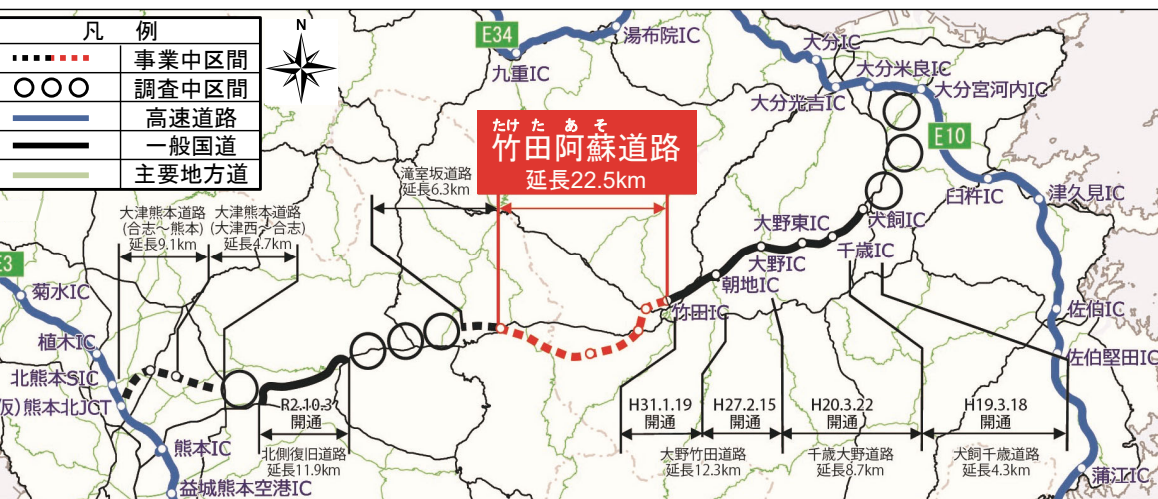 凡 例
事業中区間
調査中区間
高速道路
一般国道
主要地方道
N
E34
湯布院IC
九重IC
大分IC
大分米良IC
大分光吉IC
大分宮河内IC
E10
たけ た あ そ
竹田阿蘇道路
延長22.5km
滝室坂道路
延長6.3km
臼杵IC
津久見IC
大津熊本道路
(合志~熊本)
延長9.1km
大津熊本道路
(大津西~合志)
延長4.7km
犬飼IC
大野東IC
千歳IC
大野IC
朝地IC
竹田IC
E3
菊水IC
植木IC
北熊本SIC
仮)熊本北JCT
熊本IC
益城熊本空港IC
佐伯IC
佐伯堅田IC
蒲江IC
R2.10.3
開通
北側復旧道路
延長11.9km
H31.1.19
開通
H27.2.15
開通
大野竹田道路
延長12.3km
H20.3.22
開通
千歳大野道路
延長8.7km
H19.3.18
開通
犬飼千歳道路
延長4.3km